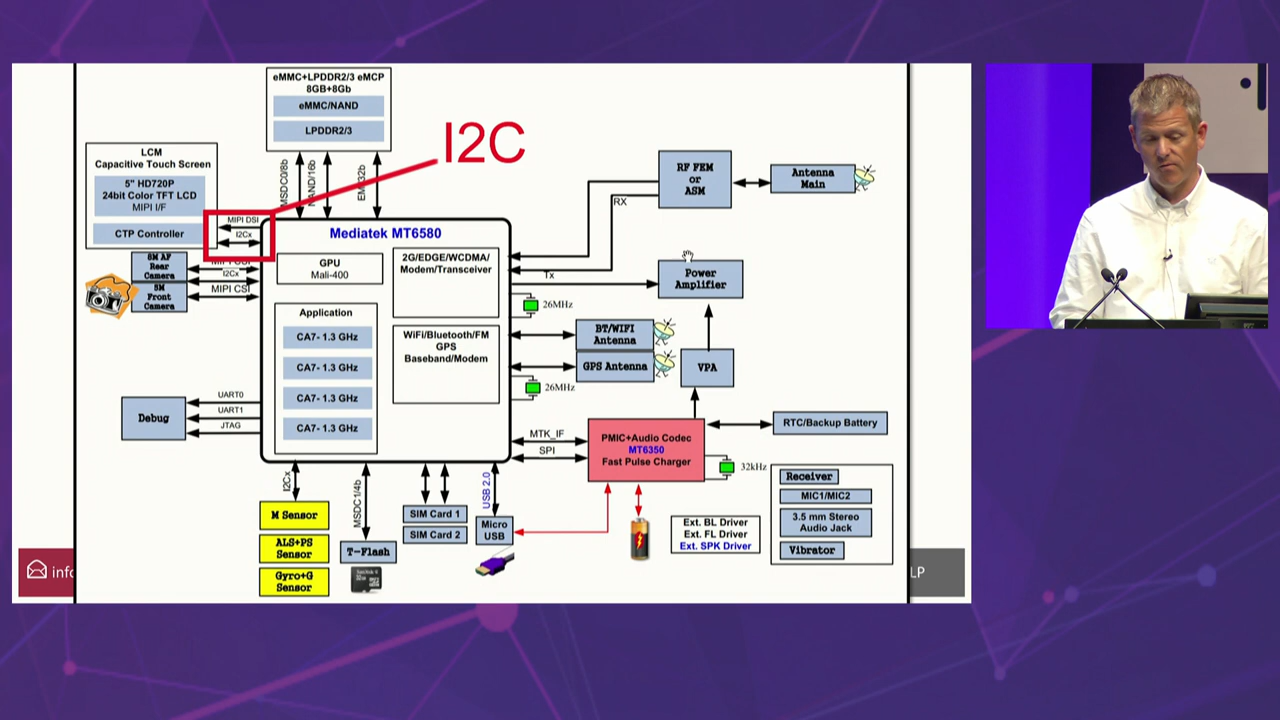 eMMC+LPDDR2/3 eMCP
8GB+8Gb
eMMC/NAND
LPDDR2/3
I2C
LCM
Capacitive Touch Screen
5" HD720P
24bit Color TFT LCD
MIPI I/F
CTP Controller
MIPI DSI
I2Cx
MSDC0/8b
NAND/16b
Mediatek MT6580
GPU
Mali-400
2G/EDGE/WCDMA/
Modem/Transceiver
Application
CA7- 1.3 GHz
CA7- 1.3 GHz
CA7- 1.3 GHz
CA7- 1.3 GHz
WiFi/Bluetooth/FM
GPS
Baseband/Modem
8M AF
Rear
Camera
5M
Front
Camera
I2Cx
MIPI CSI
RF FEM
or
ASM
Antenna
Main
RX
Tx
Power
Amplifier
26MHz
BT/WIFI
Antenna
GPS Antenna
26MHz
VPA
Debug
UART0
UART1
JTAG
MTK_IF
SPI
PMIC+Audio Codec
MT6350
Fast Pulse Charger
RTC/Backup Battery
32kHz
Receiver
MIC1/MIC2
3.5 mm Stereo
Audio Jack
Vibrator
Ext. BL Driver
Ext. FL Driver
Ext. SPK Driver
I2Cx
M Sensor
ALS+PS
Sensor
Gyro+G
Sensor
MSDC1/4b
T-Flash
SIM Card 1
SIM Card 2
USB 2.0
Micro
USB
info
LP